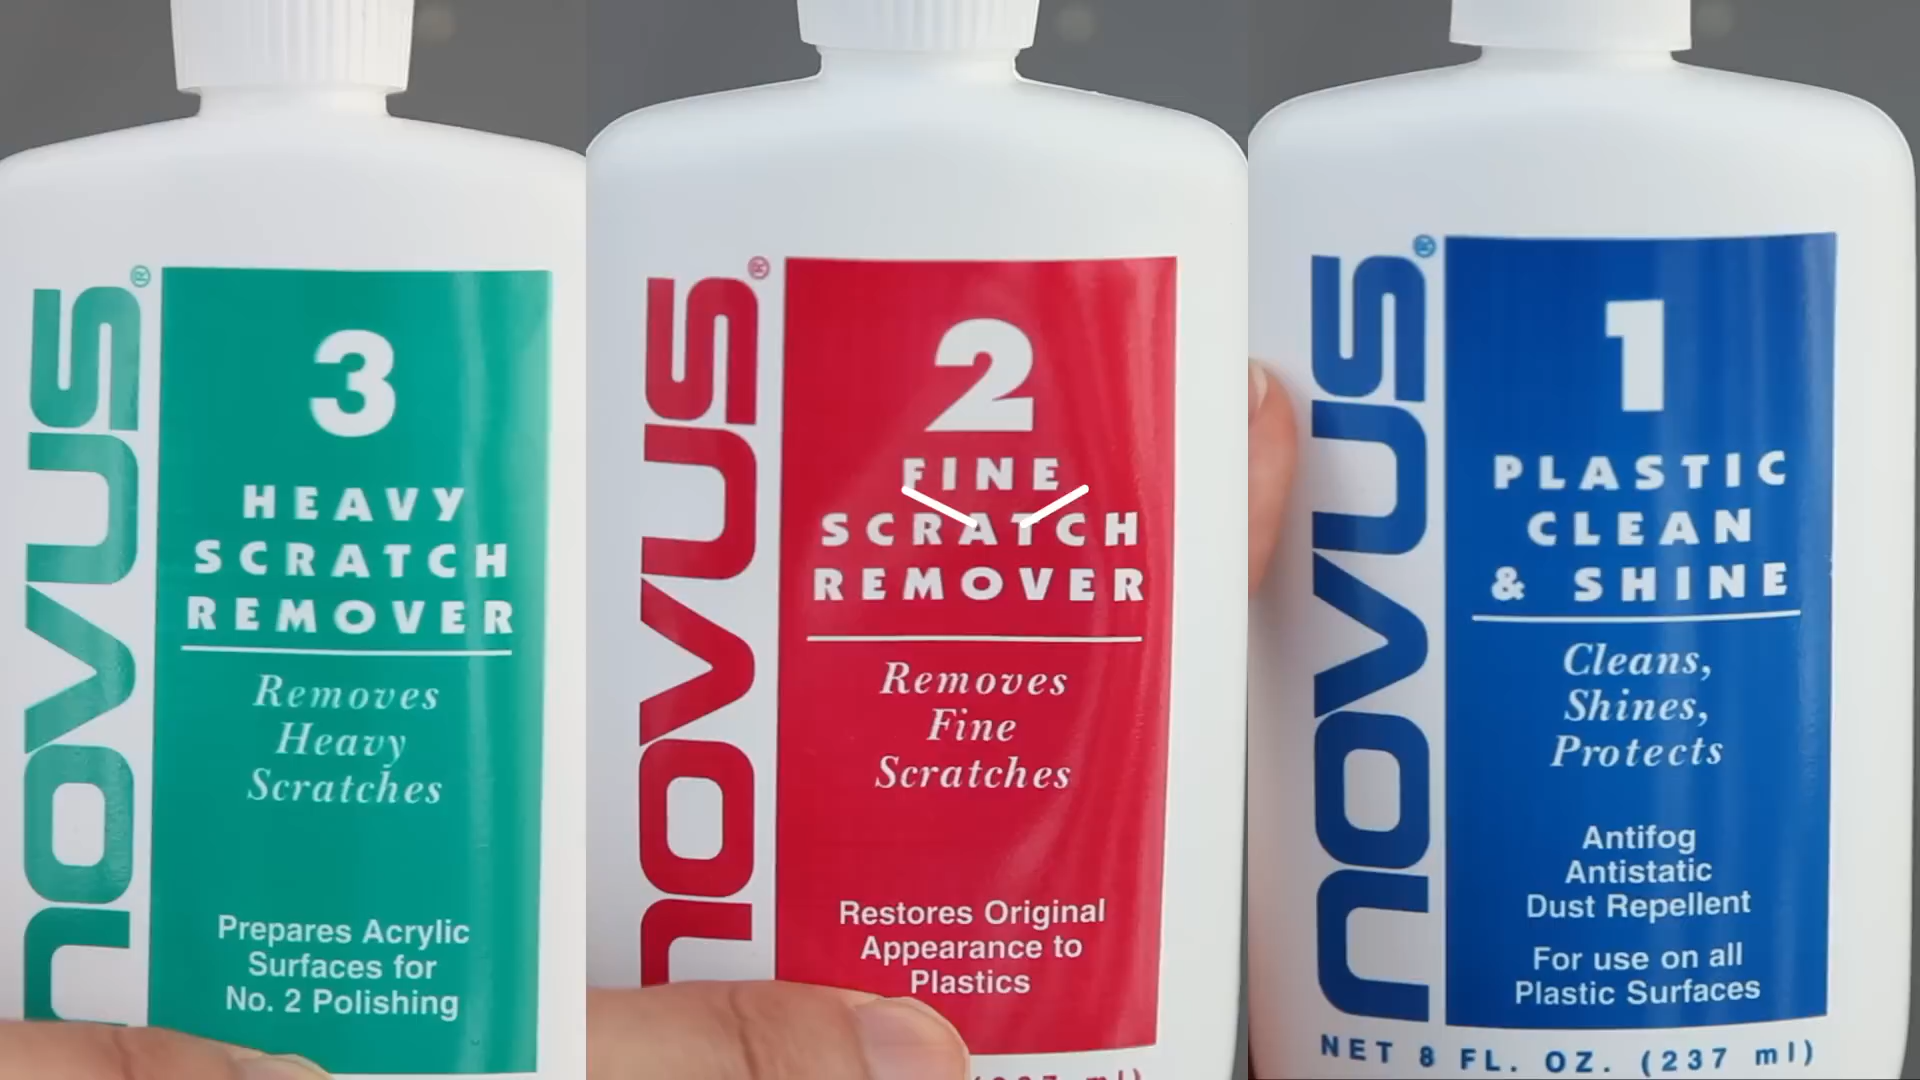 novus®
3
HEAVY
SCRATCH
REMOVER
Removes
Heavy
Scratches
Prepares Acrylic
Surfaces for
No. 2 Polishing
novus®
2
FINE
SCRATCH
REMOVER
Removes
Fine
Scratches
Restores Original
Appearance to
Plastics
novus®
1
PLASTIC
CLEAN
& SHINE
Cleans,
Shines,
Protects
Antifog
Antistatic
Dust Repellent
For use on all
Plastic Surfaces
NET 8 FL. OZ. (237 ml)